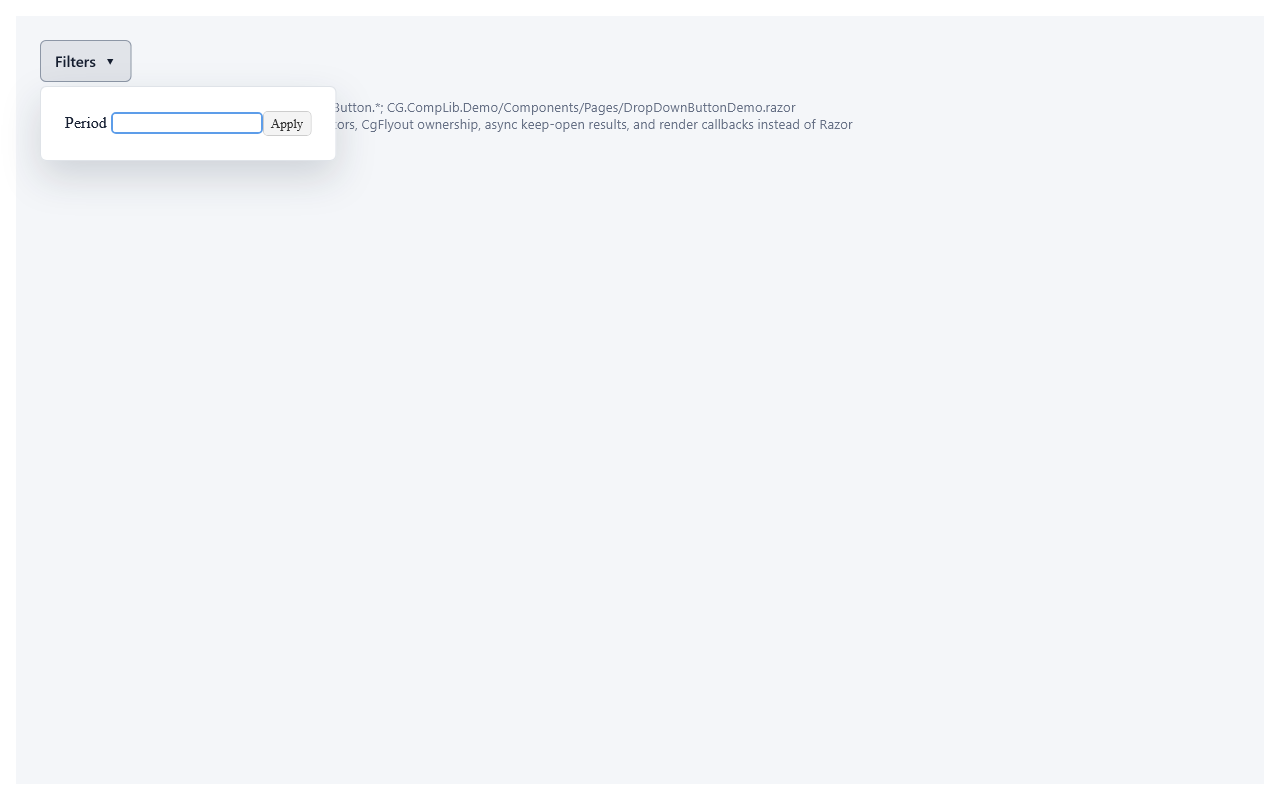 Filters ▼
Button.*; CG.CompLib.Demo/Components/Pages/DropDownButtonDemo.razor
Period Apply
tors, CgFlyout ownership, async keep-open results, and render callbacks instead of Razor